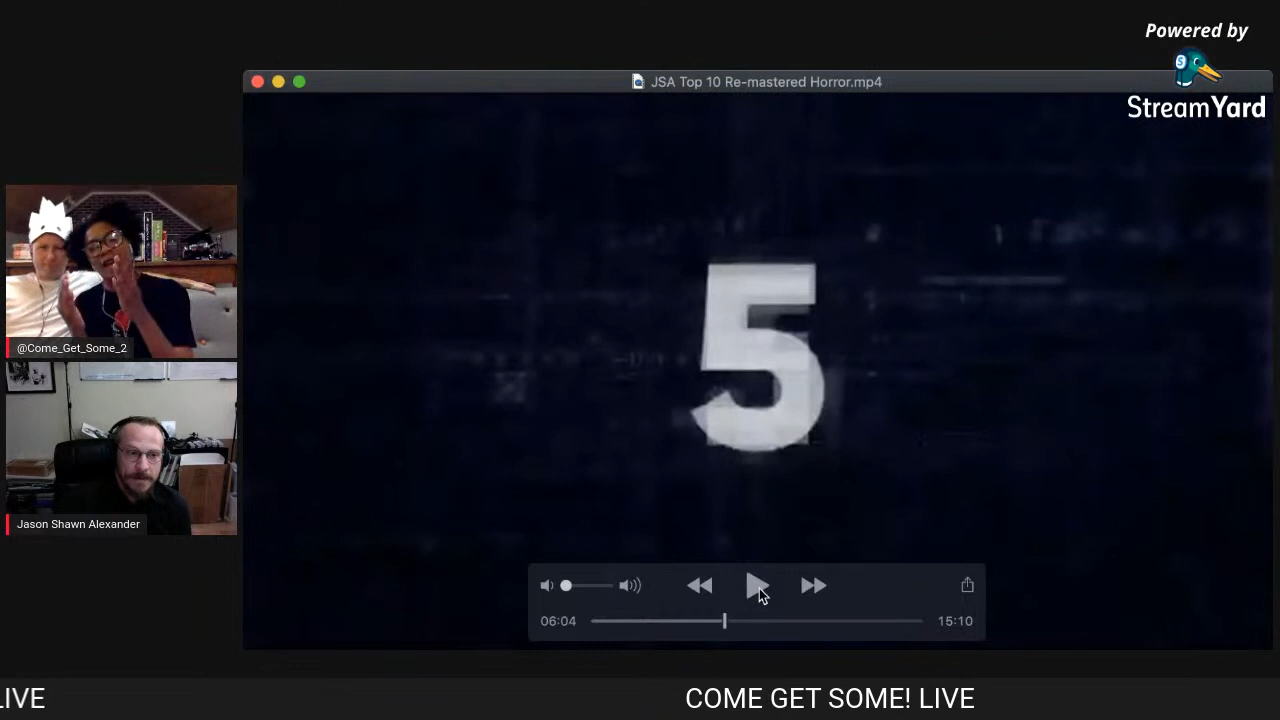 Powered by
StreamYard
JSA Top 10 Re-mastered Horror.mp4
5
@Come_Get_Some_2
Jason Shawn Alexander
06:04
15:10
LIVE
COME GET SOME! LIVE